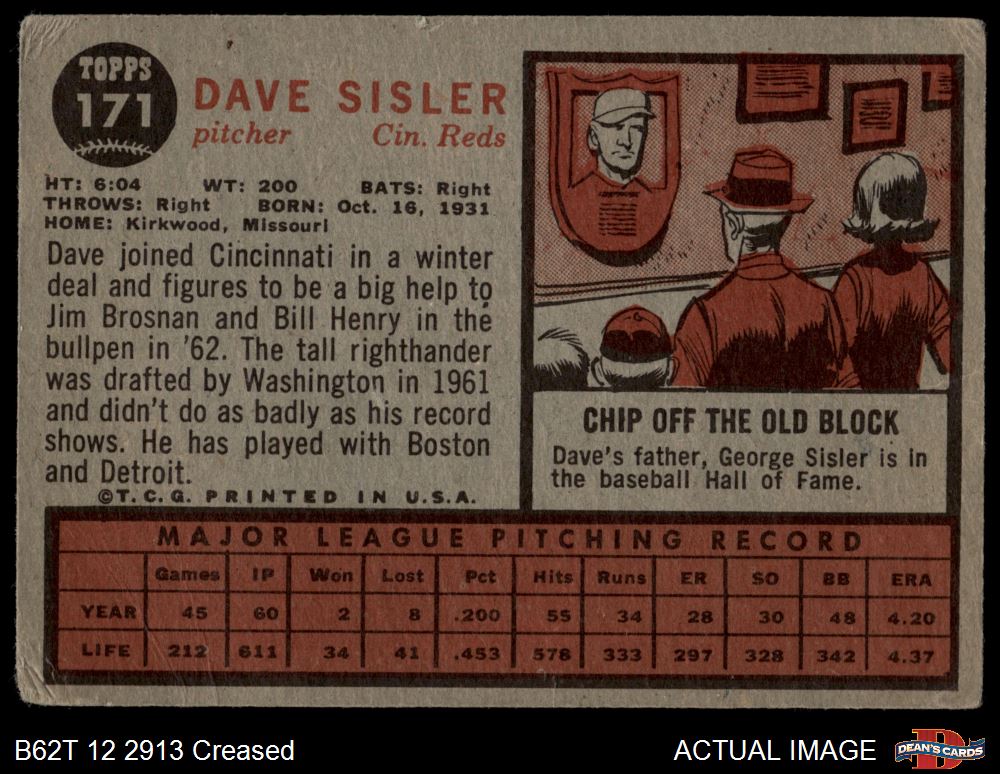 TOPPS
171
DAVE SISLER
pitcher Cin. Reds
HT: 6:04 WT: 200 BATS: Right
THROWS: Right BORN: Oct. 16, 1931
HOME: Kirkwood, Missouri
Dave joined Cincinnati in a winter
deal and figures to be a big help to
Jim Brosnan and Bill Henry in the
bullpen in '62. The tall righthander
was drafted by Washington in 1961
and didn't do as badly as his record
shows. He has played with Boston
and Detroit.
©T.C.G. PRINTED IN U.S.A.
CHIP OFF THE OLD BLOCK
Dave's father, George Sisler is in
the baseball Hall of Fame.
MAJOR LEAGUE PITCHING RECORD
Games IP Won Lost Pct Hits Runs ER SO BB ERA
YEAR 45 60 2 8 .200 55 34 28 30 48 4.20
LIFE 212 611 34 41 .453 578 333 297 328 342 4.37
B62T 12 2913 Creased
ACTUAL IMAGE
D
DEAN'S CARDS